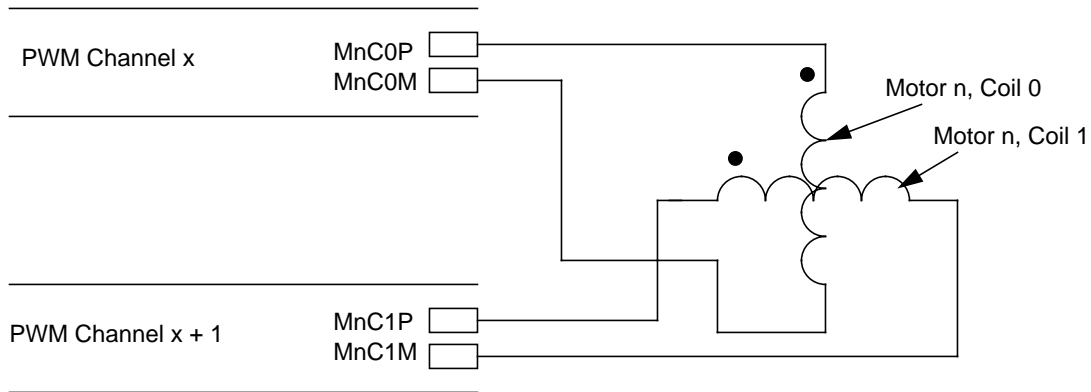 PWM Channel x
MnC0P
MnC0M
Motor n, Coil 0
Motor n, Coil 1
PWM Channel x + 1
MnC1P
MnC1M